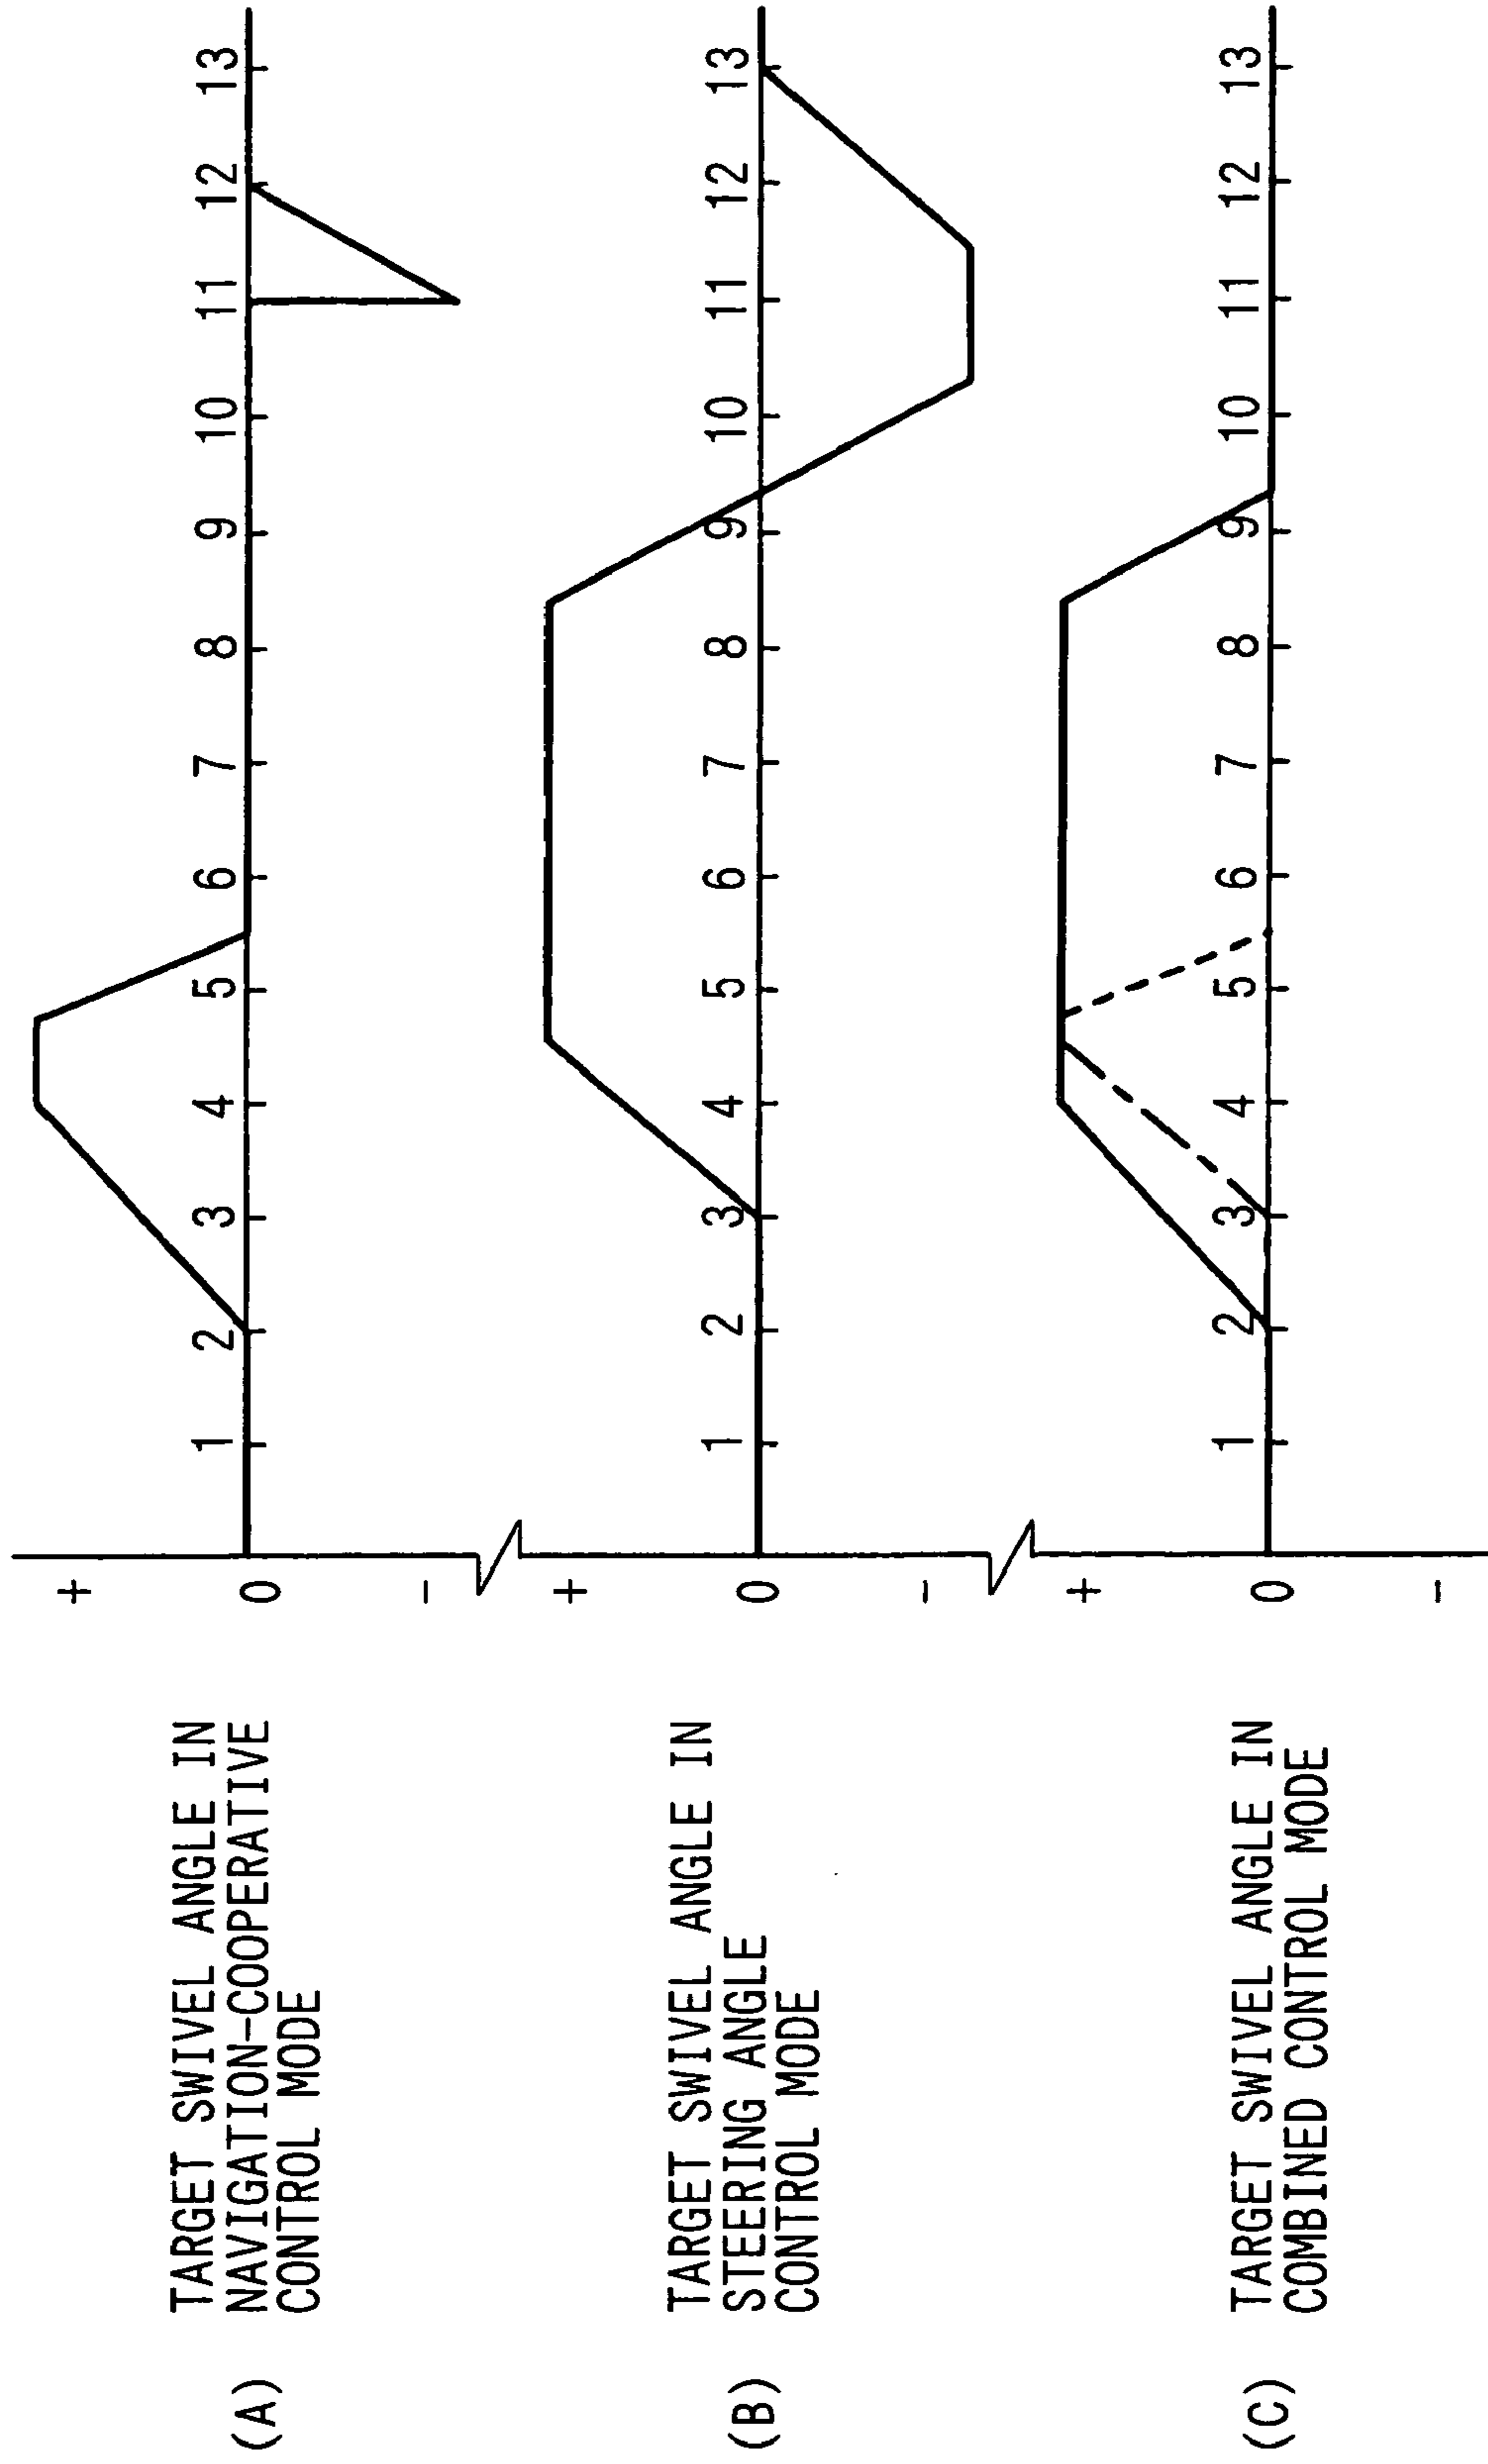 (A) TARGET SWIVEL ANGLE IN
NAVIGATION-COOPERATIVE
CONTROL MODE
+
0
-
1 2 3 4 5 6 7 8 9 10 11 12 13
(B) TARGET SWIVEL ANGLE IN
STEERING ANGLE
CONTROL MODE
+
0
-
1 2 3 4 5 6 7 8 9 10 11 12 13
(C) TARGET SWIVEL ANGLE IN
COMBINED CONTROL MODE
+
0
-
1 2 3 4 5 6 7 8 9 10 11 12 13